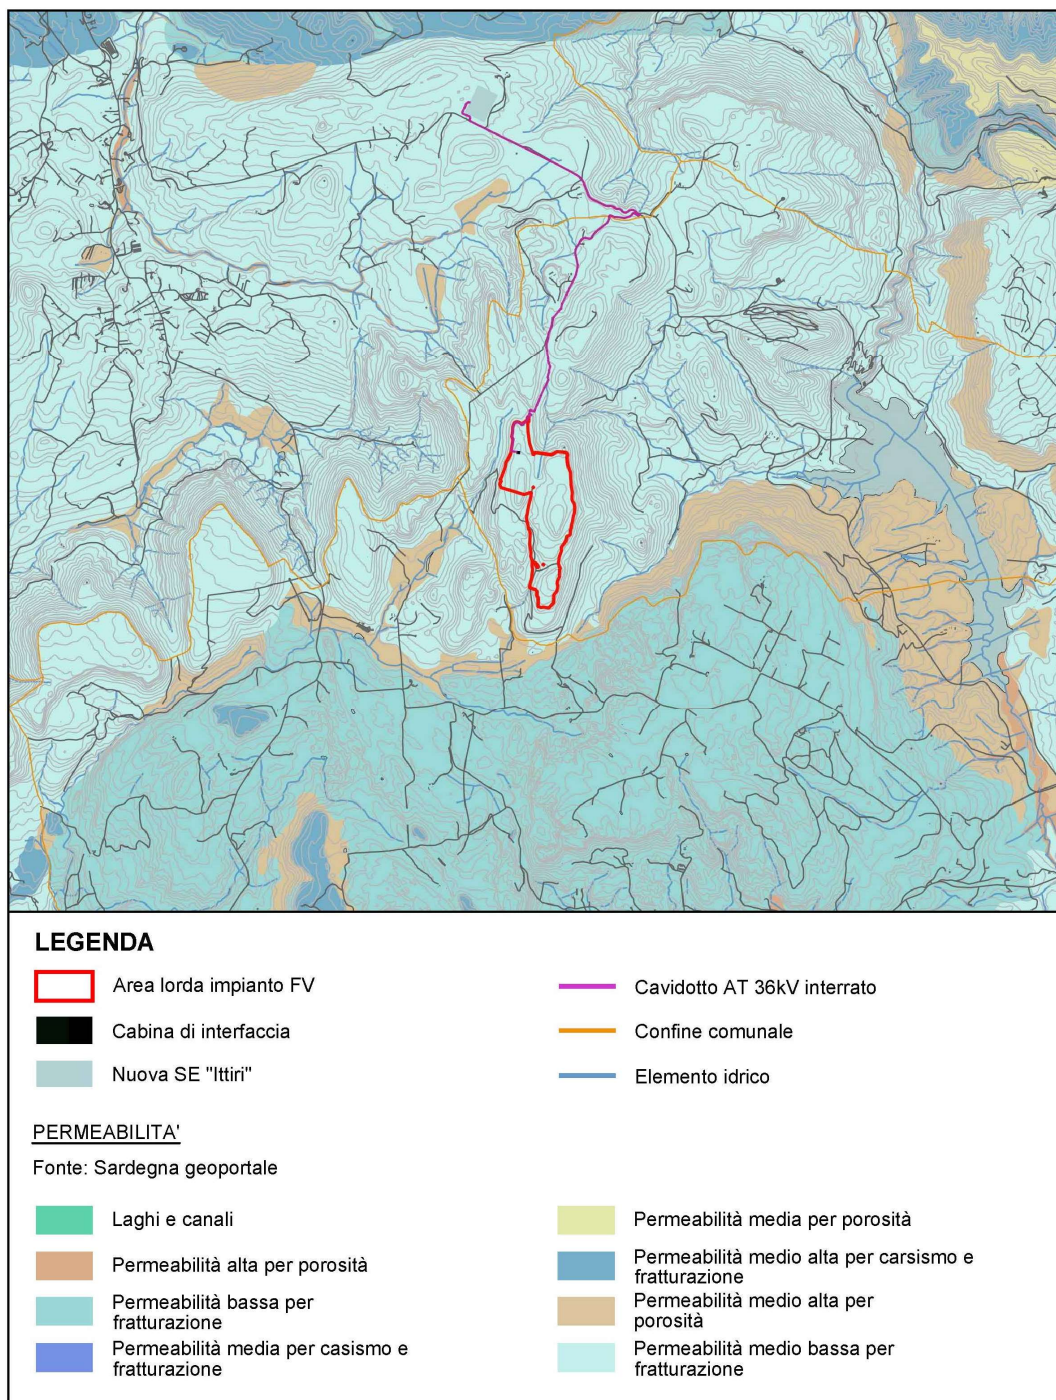 LEGENDA
Area lorda impianto FV
Cabina di interfaccia
Nuova SE "Ittiri"
Cavidotto AT 36kV interrato
Confine comunale
Elemento idrico
PERMEABILITA'
Fonte: Sardegna geoportale
Laghi e canali
Permeabilità alta per porosità
Permeabilità bassa per
fratturazione
Permeabilità media per casismo e
fratturazione
Permeabilità media per porosità
Permeabilità medio alta per carsismo e
fratturazione
Permeabilità medio alta per
porosità
Permeabilità medio bassa per
fratturazione